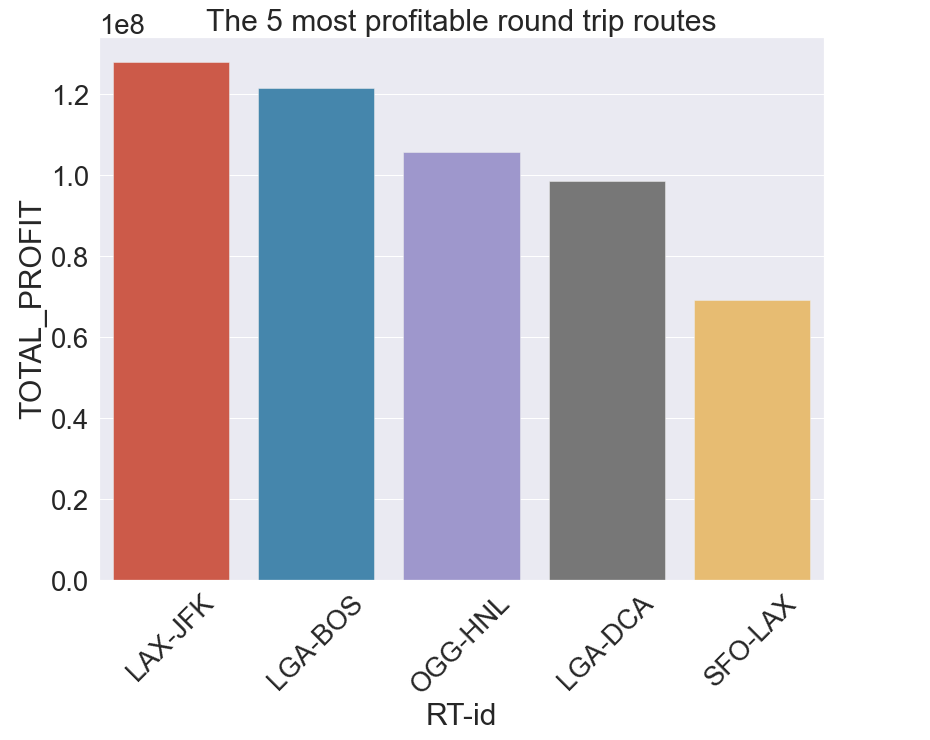 The 5 most profitable round trip routes
1e8
1.2
1.0
0.8
0.6
0.4
0.2
0.0
TOTAL_PROFIT
LAX-JFK
LGA-BOS
OGG-HNL
LGA-DCA
SFO-LAX
RT-id